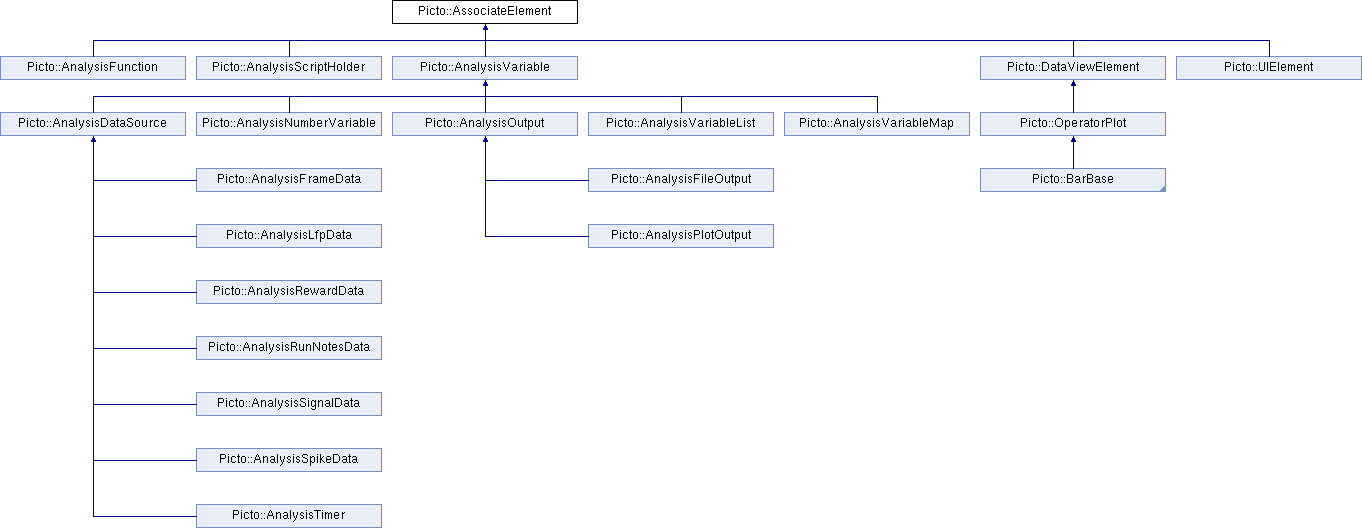 Picto::AssociateElement
Picto::AnalysisFunction
Picto::AnalysisScriptHolder
Picto::AnalysisVariable
Picto::DataViewElement
Picto::UIElement
Picto::AnalysisDataSource
Picto::AnalysisNumberVariable
Picto::AnalysisOutput
Picto::AnalysisVariableList
Picto::AnalysisVariableMap
Picto::OperatorPlot
Picto::AnalysisFrameData
Picto::AnalysisFileOutput
Picto::BarBase
Picto::AnalysisLfpData
Picto::AnalysisPlotOutput
Picto::AnalysisRewardData
Picto::AnalysisRunNotesData
Picto::AnalysisSignalData
Picto::AnalysisSpikeData
Picto::AnalysisTimer